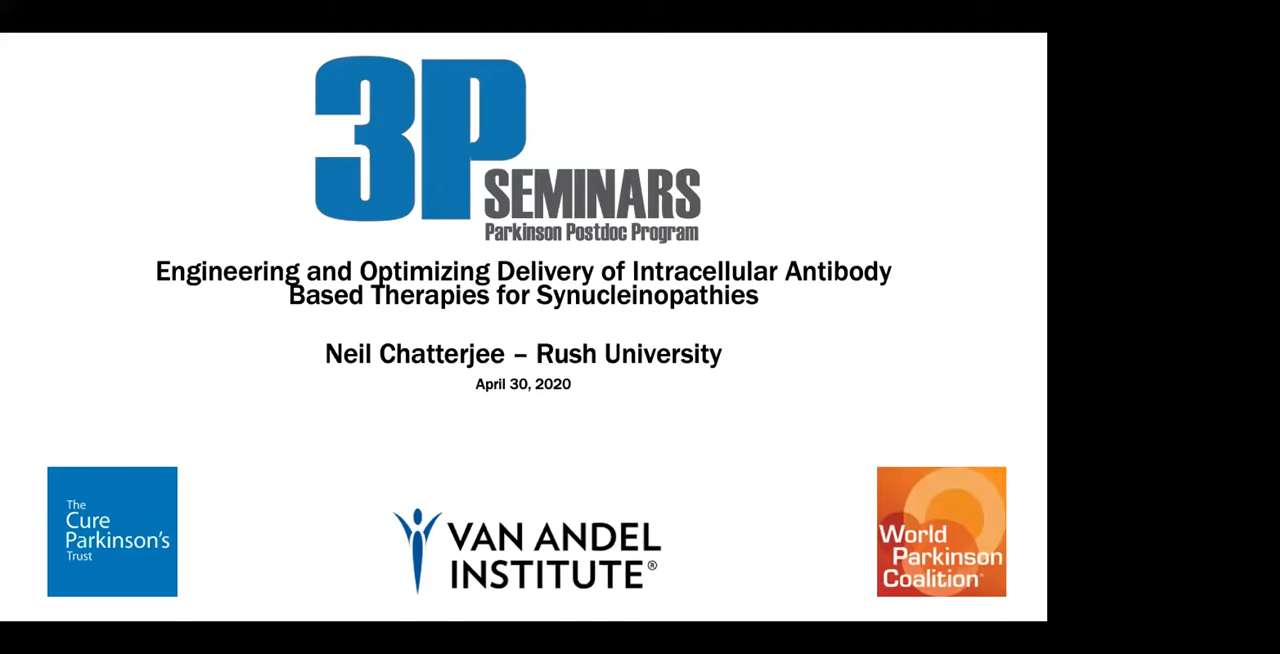 3P
SEMINARS
Parkinson Postdoc Program
Engineering and Optimizing Delivery of Intracellular Antibody
Based Therapies for Synucleinopathies
Neil Chatterjee – Rush University
April 30, 2020
The
Cure
Parkinson's
Trust
VAN ANDEL
INSTITUTE®
World
Parkinson
Coalition®